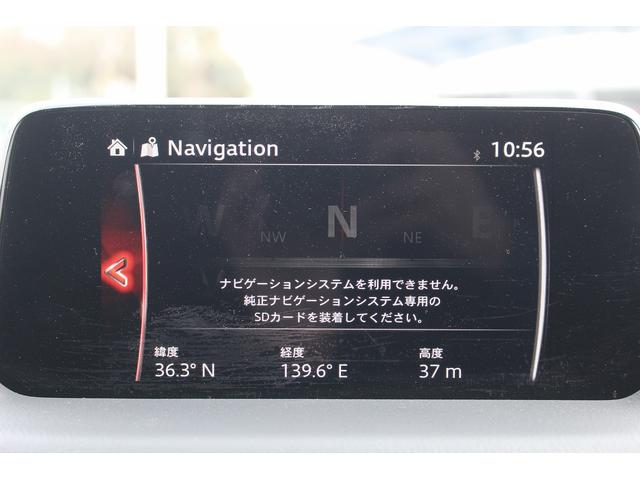 Navigation 10:56
W NW N NE E
ナビゲーションシステムを利用できません。
純正ナビゲーションシステム専用の
SDカードを装着してください。
緯度 経度 高度
36.3° N 139.6° E 37 m